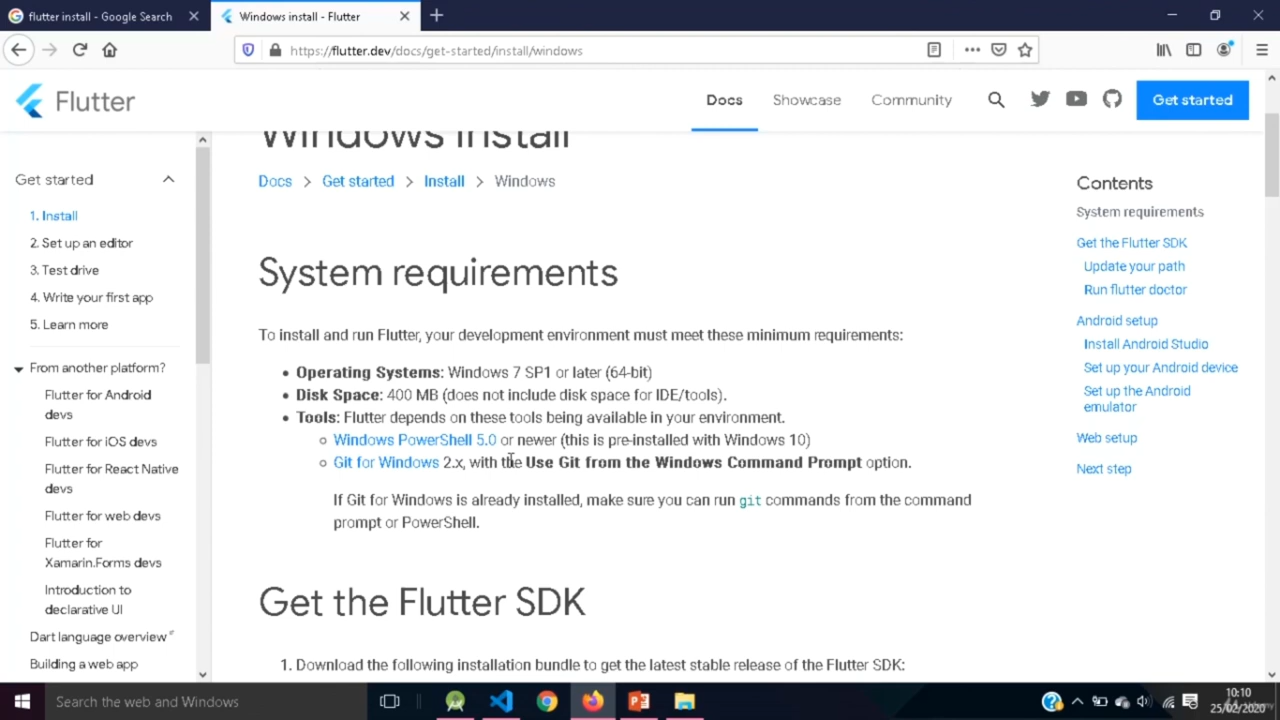 flutter install - Google Search
Windows install - Flutter
https://flutter.dev/docs/get-started/install/windows
Flutter
Docs
Showcase
Community
Get started
Windows install
Docs > Get started > Install > Windows
Get started
1. Install
2. Set up an editor
3. Test drive
4. Write your first app
5. Learn more
From another platform?
Flutter for Android
devs
Flutter for iOS devs
Flutter for React Native
devs
Flutter for web devs
Flutter for
Xamarin.Forms devs
Introduction to
declarative UI
Dart language overview
Building a web app
System requirements
To install and run Flutter, your development environment must meet these minimum requirements:
• Operating Systems: Windows 7 SP1 or later (64-bit)
• Disk Space: 400 MB (does not include disk space for IDE/tools).
• Tools: Flutter depends on these tools being available in your environment.
Windows PowerShell 5.0 or newer (this is pre-installed with Windows 10)
Git for Windows 2.x, with the Use Git from the Windows Command Prompt option.
If Git for Windows is already installed, make sure you can run git commands from the command
prompt or PowerShell.
Get the Flutter SDK
1. Download the following installation bundle to get the latest stable release of the Flutter SDK:
Contents
System requirements
Get the Flutter SDK
Update your path
Run flutter doctor
Android setup
Install Android Studio
Set up your Android device
Set up the Android
emulator
Web setup
Next step
Search the web and Windows
10:10
25/02/2020